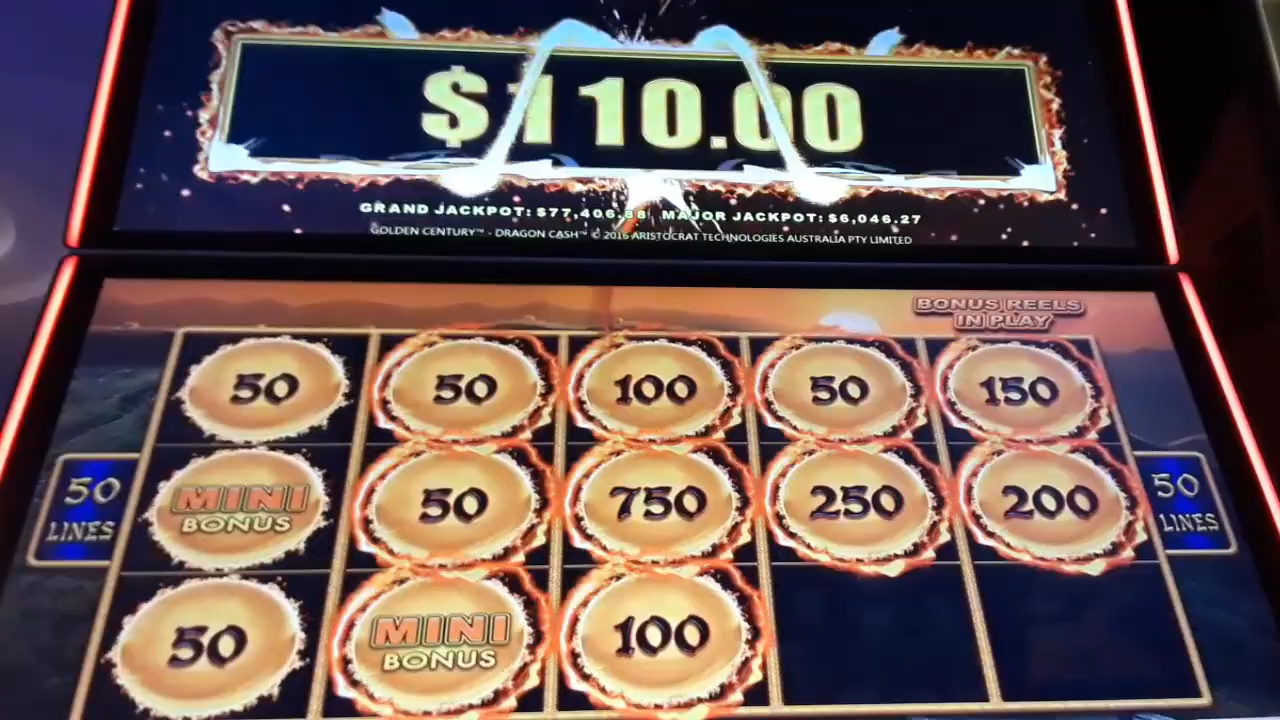 $110.00
GRAND JACKPOT: $77,406.88 MAJOR JACKPOT: $6,046.27
GOLDEN CENTURY™ - DRAGON CASH™ © 2016 ARISTOCRAT TECHNOLOGIES AUSTRALIA PTY LIMITED
BONUS REELS
IN PLAY
50 50 100 50 150
50
LINES
MINI
BONUS
50 750 250 200
50
LINES
50
MINI
BONUS
100